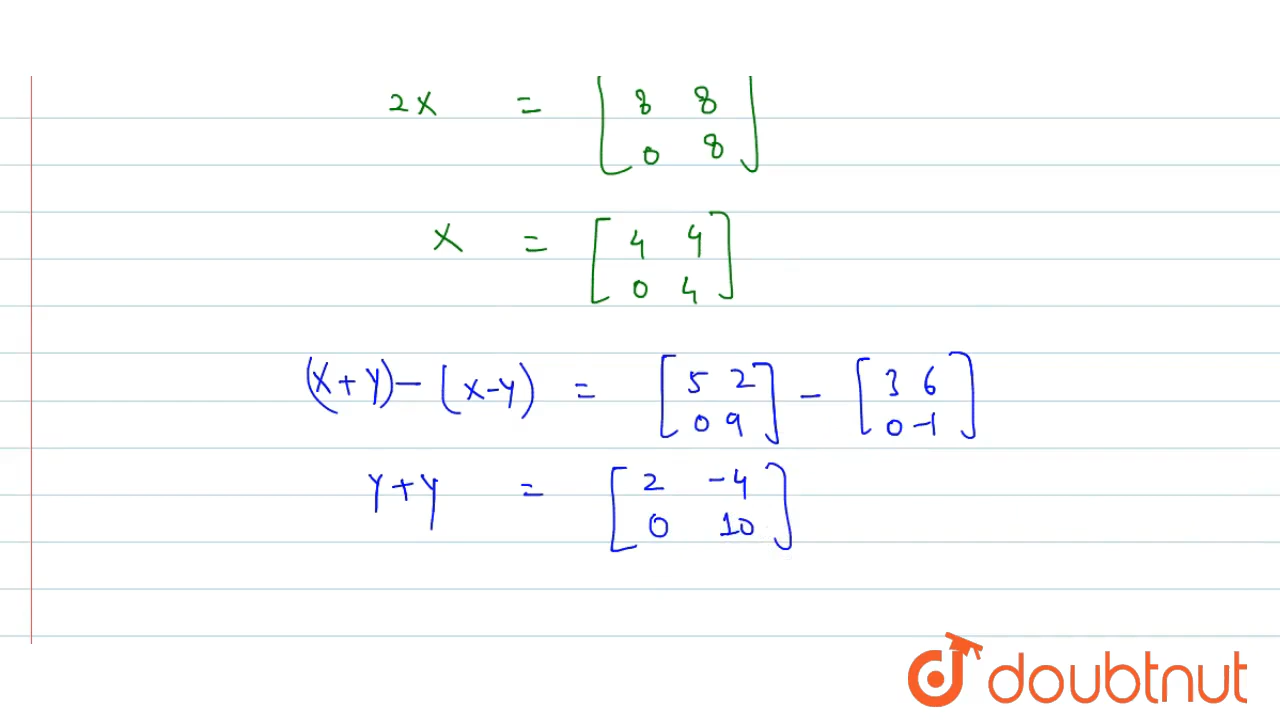 2X = [8 8
0 8]
X = [4 4
0 4]
(X + Y) – (X – Y) = [5 2 – [3 6
0 9] 0 –1]
Y + Y = [2 –4
0 10]
doubtnut